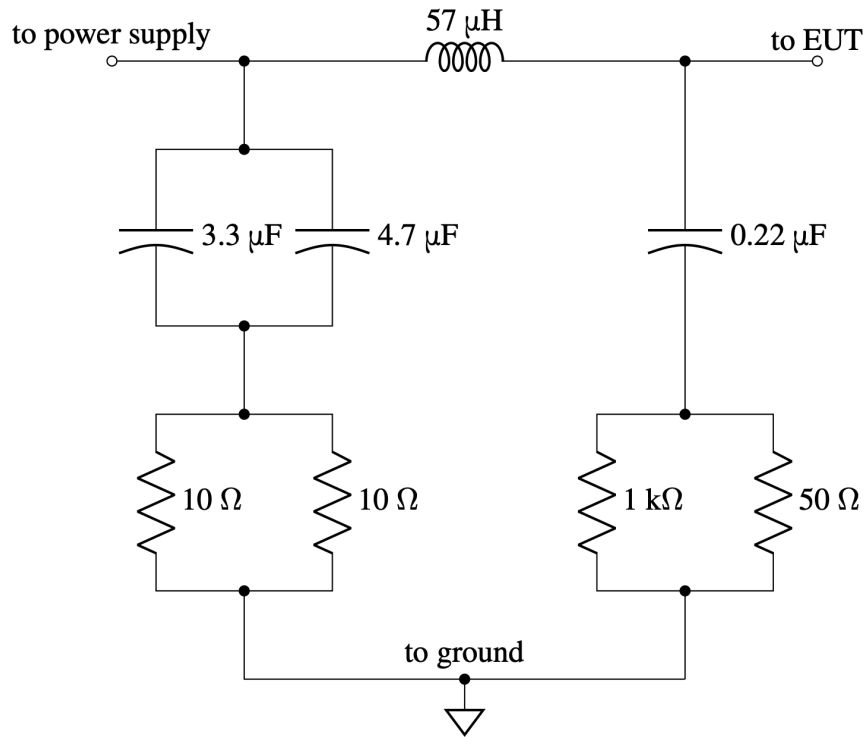 57 μH
to power supply
to EUT
3.3 μF
4.7 μF
0.22 μF
10 Ω
10 Ω
1 kΩ
50 Ω
to ground